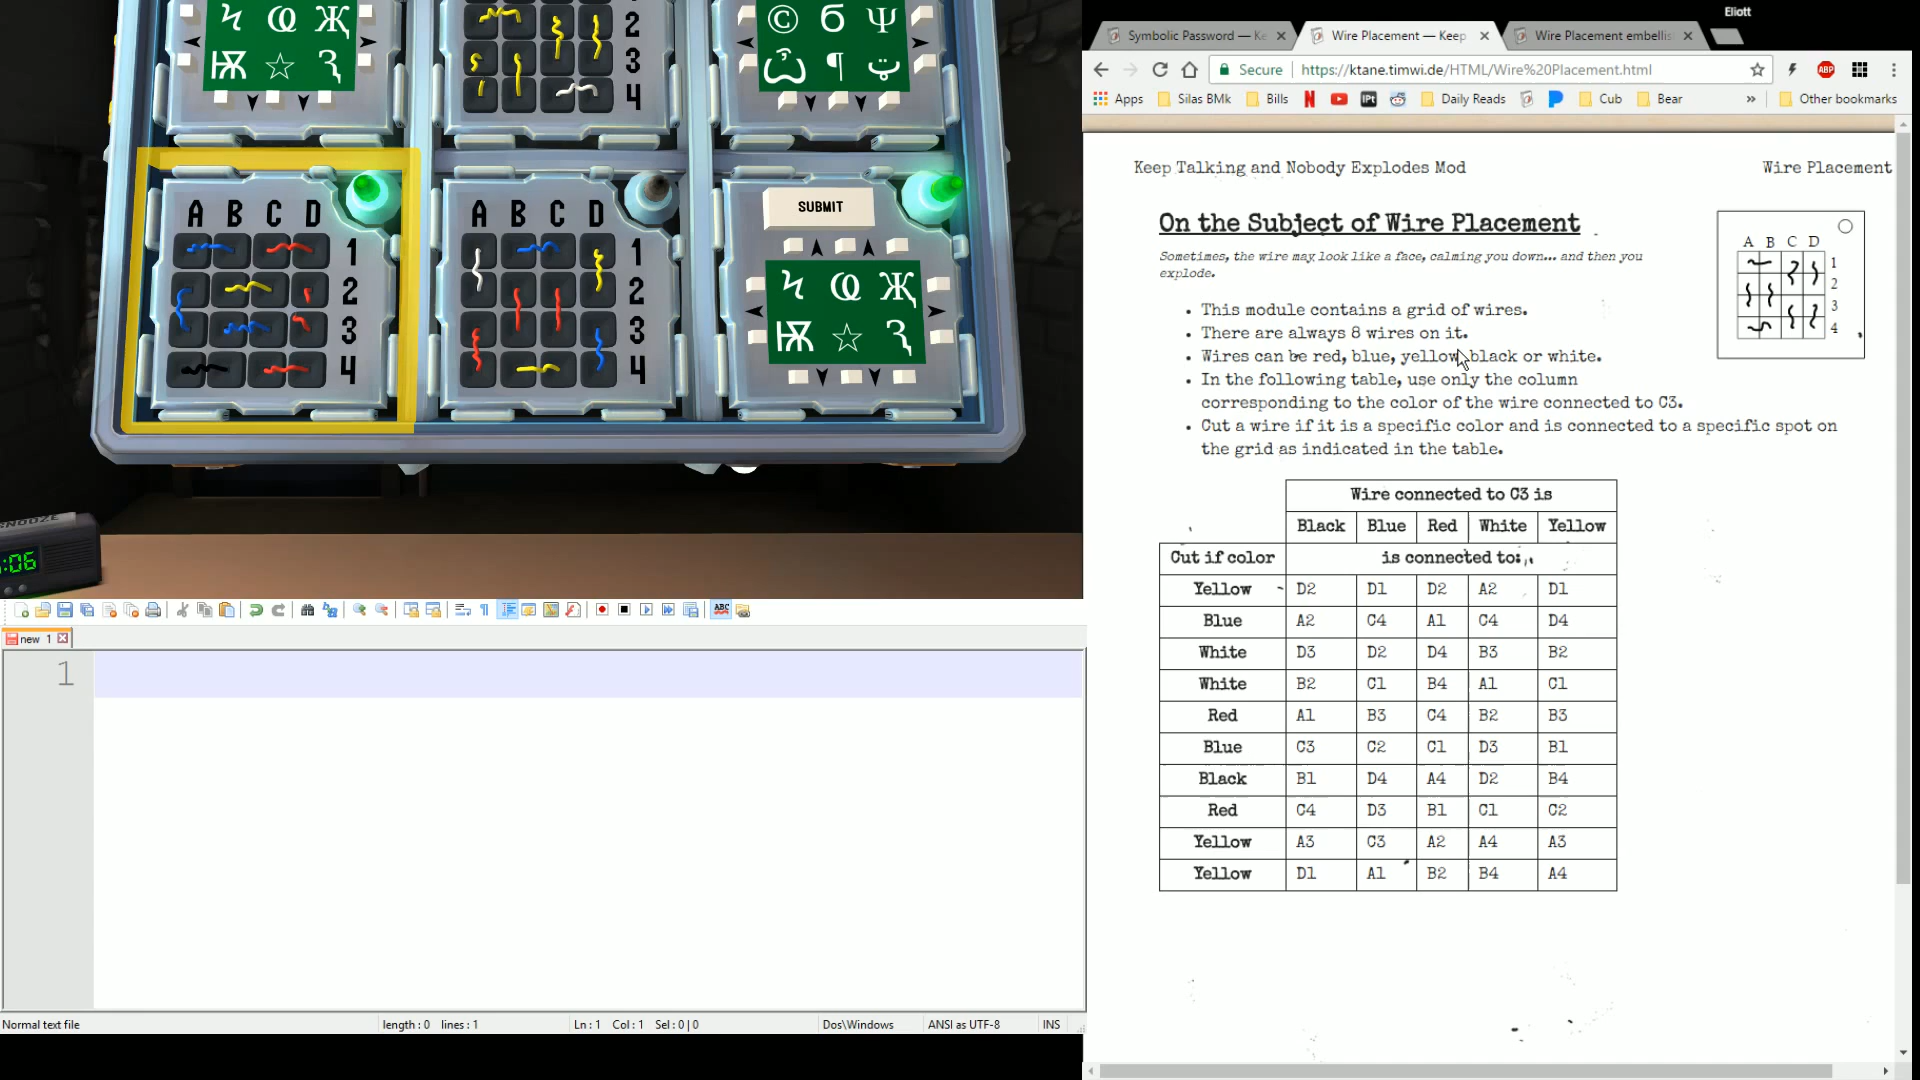 2
3
4
A B C D
1
2
3
4
A B C D
1
2
3
4
SUBMIT
:06
new 1
1
Normal text file
length : 0 lines : 1
Ln : 1 Col : 1 Sel : 0 | 0
Dos\Windows
ANSI as UTF-8
INS
Eliott
Symbolic Password — Ke
Wire Placement — Keep
Wire Placement embellis
Secure
https://ktane.timwi.de/HTML/Wire%20Placement.html
ABP
Apps
Silas BMk
Bills
Daily Reads
Cub
Bear
»
Other bookmarks
Keep Talking and Nobody Explodes Mod
Wire Placement
On the Subject of Wire Placement
Sometimes, the wire may look like a face, calming you down... and then you
explode.
A B C D
1
2
3
4
• This module contains a grid of wires.
• There are always 8 wires on it.
• Wires can be red, blue, yellow, black or white.
• In the following table, use only the column
corresponding to the color of the wire connected to C3.
• Cut a wire if it is a specific color and is connected to a specific spot on
the grid as indicated in the table.
Wire connected to C3 is
Black Blue Red White Yellow
Cut if color is connected to:
Yellow D2 D1 D2 A2 D1
Blue A2 C4 A1 C4 D4
White D3 D2 D4 B3 B2
White B2 C1 B4 A1 C1
Red A1 B3 C4 B2 B3
Blue C3 C2 C1 D3 B1
Black B1 D4 A4 D2 B4
Red C4 D3 B1 C1 C2
Yellow A3 C3 A2 A4 A3
Yellow D1 A1 B2 B4 A4